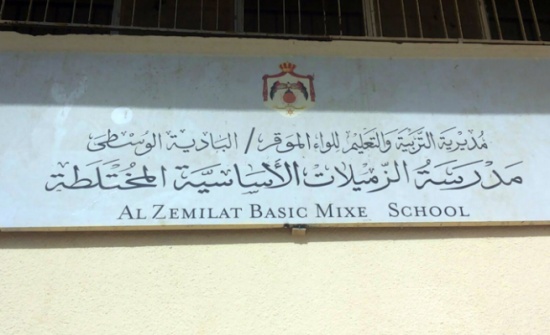 مديرية التربية والتعليم للواء الموقر / البادية الوسطى
مدرسة الزميلات الأساسية المختلطة
AL ZEMILAT BASIC MIXE SCHOOL